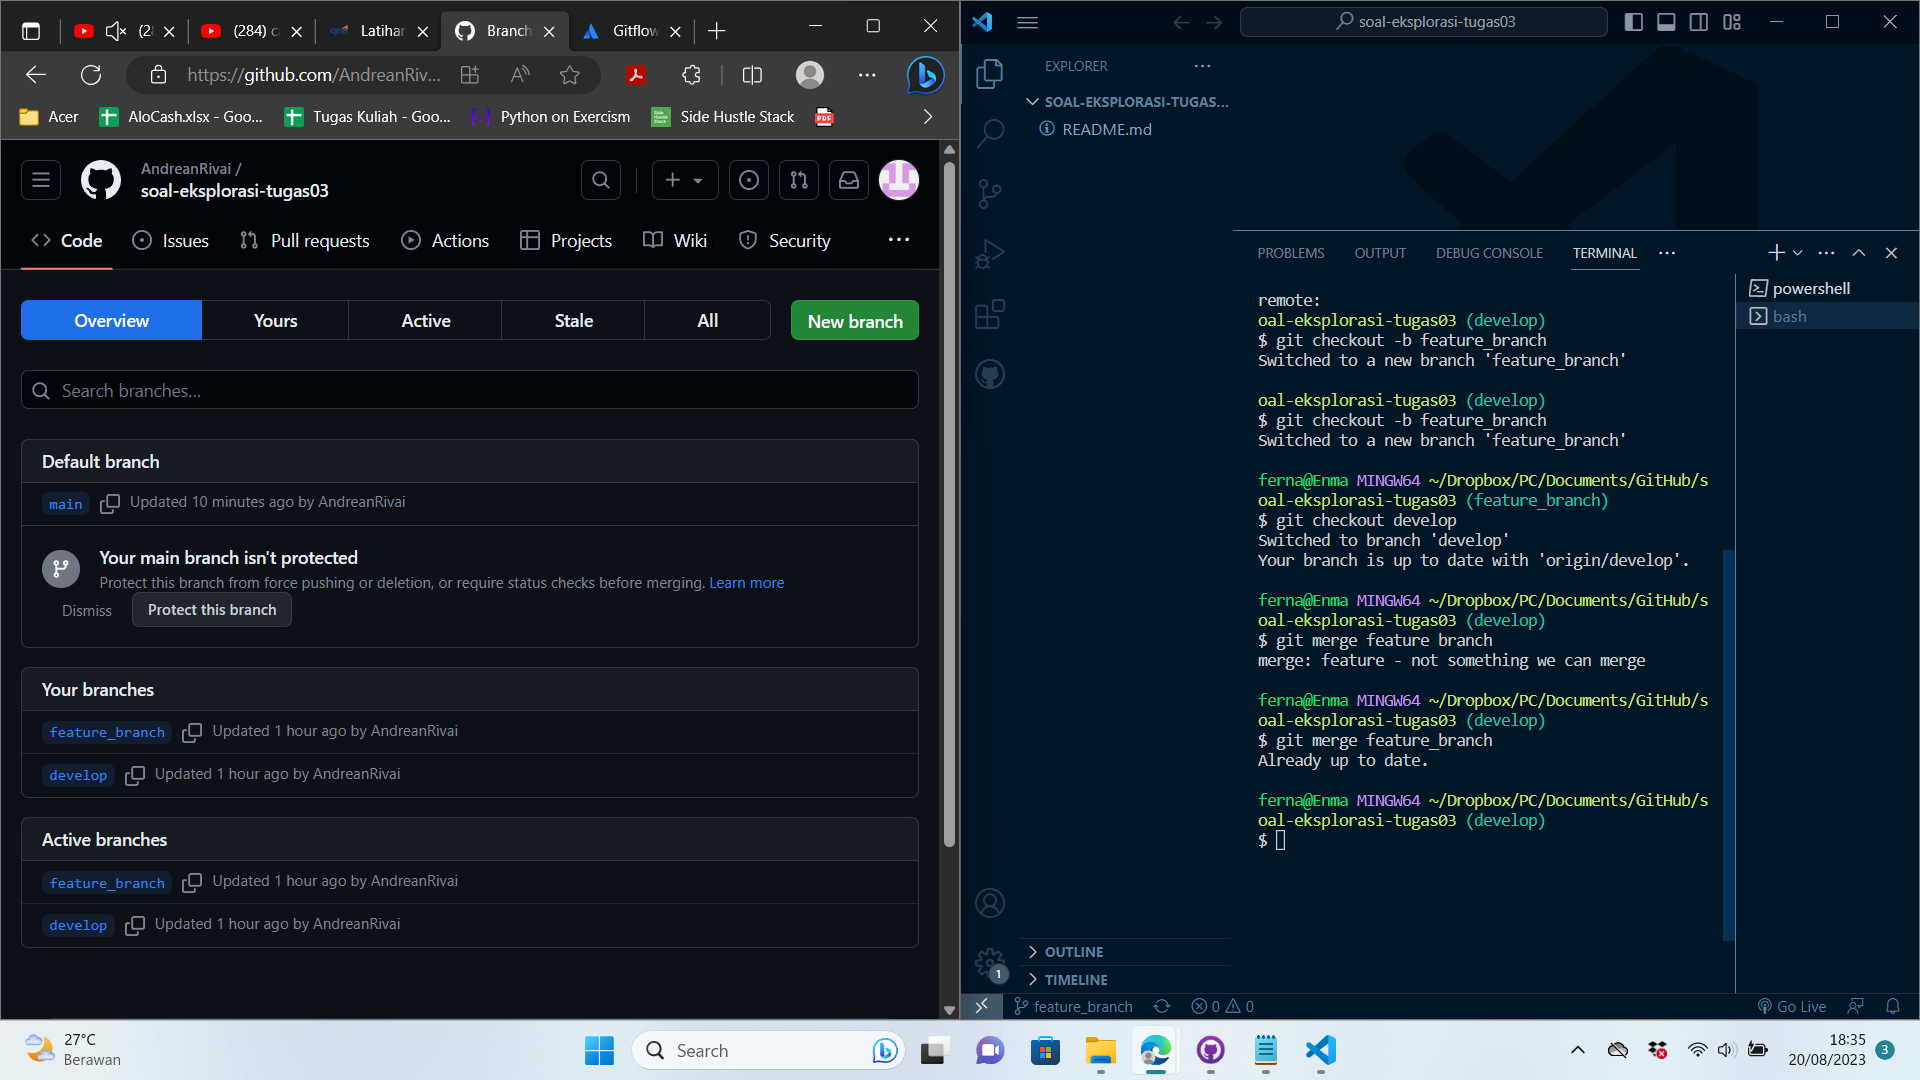 (2
(284) c
Latihan
Branch
Gitflow
https://github.com/AndreanRiv...
Acer
AloCash.xlsx - Goo...
Tugas Kuliah - Goo...
Python on Exercism
Side Hustle Stack
PDF
AndreanRivai /
soal-eksplorasi-tugas03
Code
Issues
Pull requests
Actions
Projects
Wiki
Security
Overview
Yours
Active
Stale
All
New branch
Search branches...
Default branch
main Updated 10 minutes ago by AndreanRivai
Your main branch isn't protected
Protect this branch from force pushing or deletion, or require status checks before merging. Learn more
Dismiss
Protect this branch
Your branches
feature_branch Updated 1 hour ago by AndreanRivai
develop Updated 1 hour ago by AndreanRivai
Active branches
feature_branch Updated 1 hour ago by AndreanRivai
develop Updated 1 hour ago by AndreanRivai
soal-eksplorasi-tugas03
EXPLORER
SOAL-EKSPLORASI-TUGAS...
README.md
PROBLEMS
OUTPUT
DEBUG CONSOLE
TERMINAL
powershell
bash
remote:
oal-eksplorasi-tugas03 (develop)
$ git checkout -b feature_branch
Switched to a new branch 'feature_branch'
oal-eksplorasi-tugas03 (develop)
$ git checkout -b feature_branch
Switched to a new branch 'feature_branch'
ferna@Enma MINGW64 ~/Dropbox/PC/Documents/GitHub/s
oal-eksplorasi-tugas03 (feature_branch)
$ git checkout develop
Switched to branch 'develop'
Your branch is up to date with 'origin/develop'.
ferna@Enma MINGW64 ~/Dropbox/PC/Documents/GitHub/s
oal-eksplorasi-tugas03 (develop)
$ git merge feature branch
merge: feature - not something we can merge
ferna@Enma MINGW64 ~/Dropbox/PC/Documents/GitHub/s
oal-eksplorasi-tugas03 (develop)
$ git merge feature_branch
Already up to date.
ferna@Enma MINGW64 ~/Dropbox/PC/Documents/GitHub/s
oal-eksplorasi-tugas03 (develop)
$
OUTLINE
TIMELINE
1
feature_branch
0
0
Go Live
27°C
Berawan
Search
18:35
20/08/2023
3